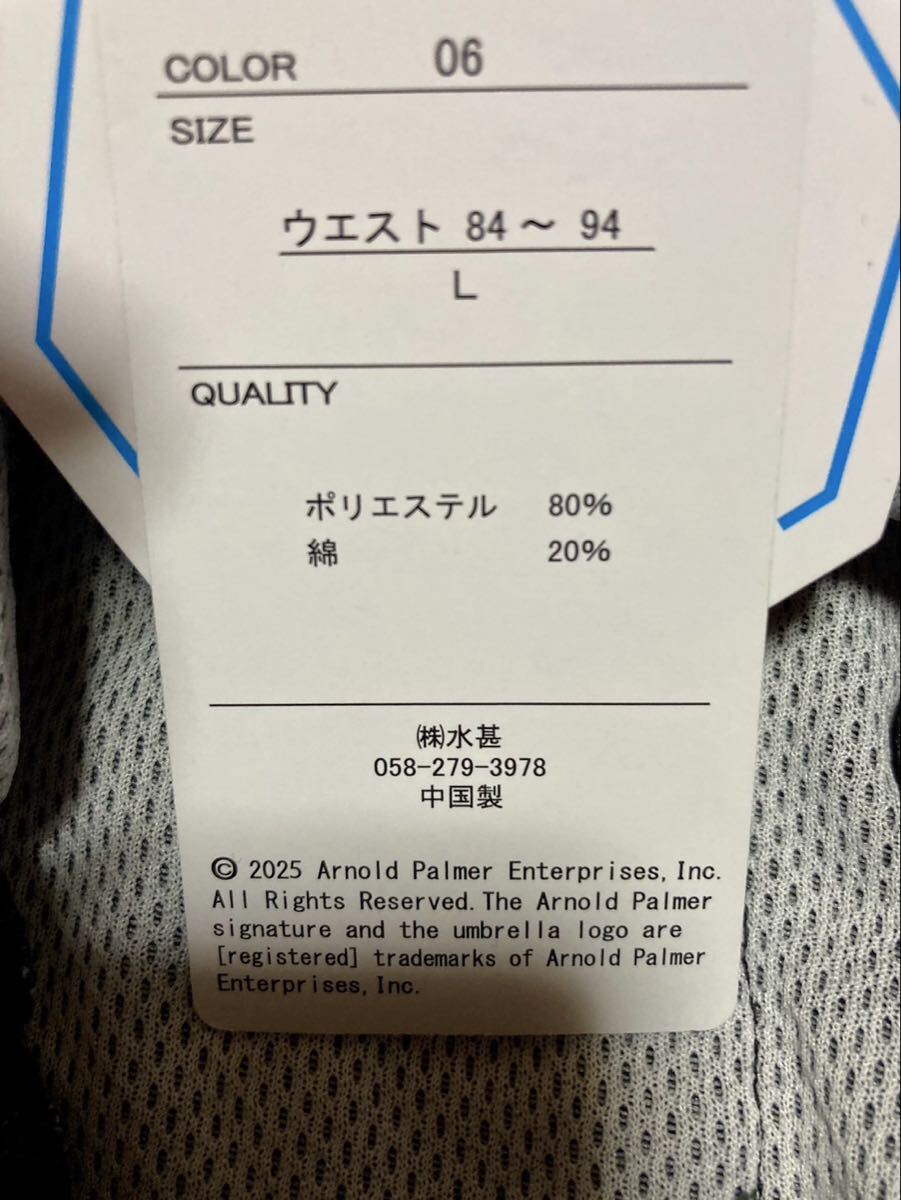 COLOR 06
SIZE
ウエスト 84 ～ 94
L
QUALITY
ポリエステル 80%
綿 20%
㈱水甚
058-279-3978
中国製
© 2025 Arnold Palmer Enterprises, Inc.
All Rights Reserved. The Arnold Palmer
signature and the umbrella logo are
[registered] trademarks of Arnold Palmer
Enterprises, Inc.